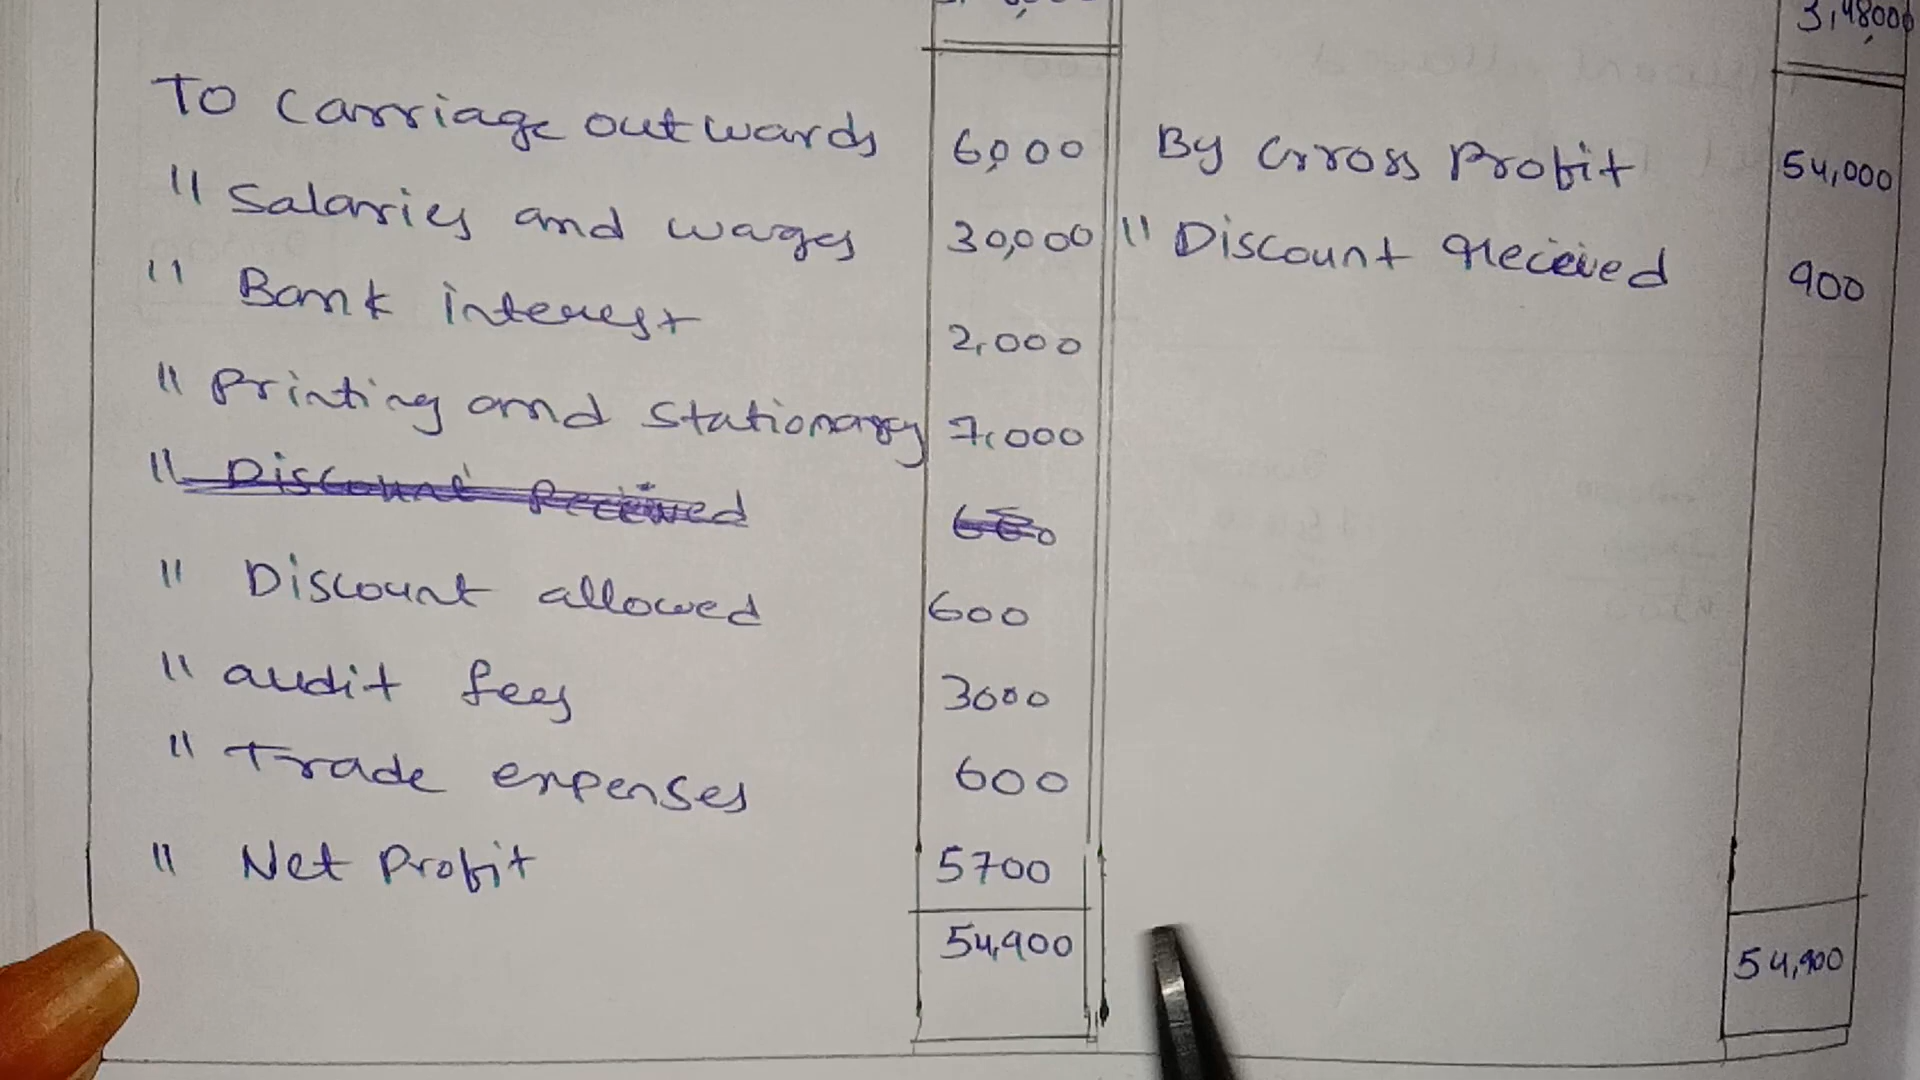 3,48000
To Carriage outwards 6,000 By Gross Profit 54,000
" Salaries and wages 30,000 " Discount Received 900
" Bank interest 2,000
" Printing and Stationary 7,000
" Discount Received
" Discount allowed 600
" audit fees 3000
" Trade expenses 600
" Net Profit 5700
54,900 54,900